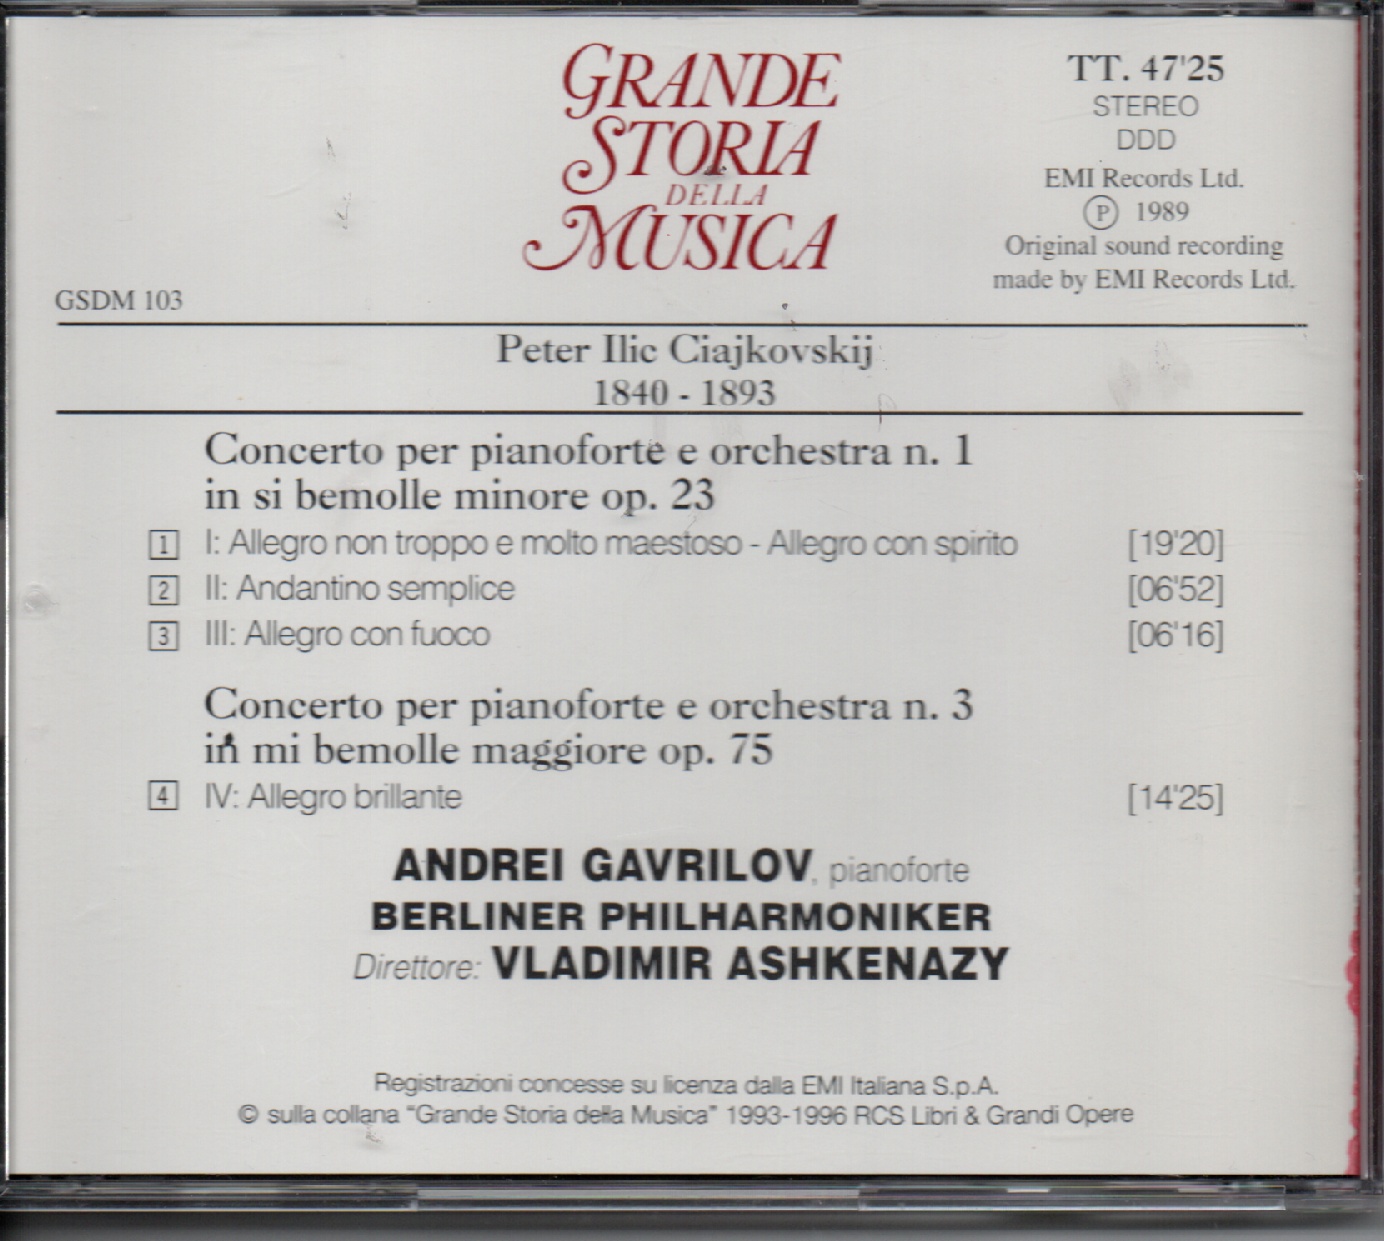 GRANDE
STORIA
DELLA
MUSICA
TT. 47'25
STEREO
DDD
EMI Records Ltd.
Ⓟ 1989
Original sound recording
made by EMI Records Ltd.
GSDM 103
Peter Ilic Ciajkovskij
1840 - 1893
Concerto per pianoforte e orchestra n. 1
in si bemolle minore op. 23
1 I: Allegro non troppo e molto maestoso - Allegro con spirito [19'20]
2 II: Andantino semplice [06'52]
3 III: Allegro con fuoco [06'16]
Concerto per pianoforte e orchestra n. 3
in mi bemolle maggiore op. 75
4 IV: Allegro brillante [14'25]
ANDREI GAVRILOV, pianoforte
BERLINER PHILHARMONIKER
Direttore: VLADIMIR ASHKENAZY
Registrazioni concesse su licenza dalla EMI Italiana S.p.A.
© sulla collana "Grande Storia della Musica" 1993-1996 RCS Libri & Grandi Opere